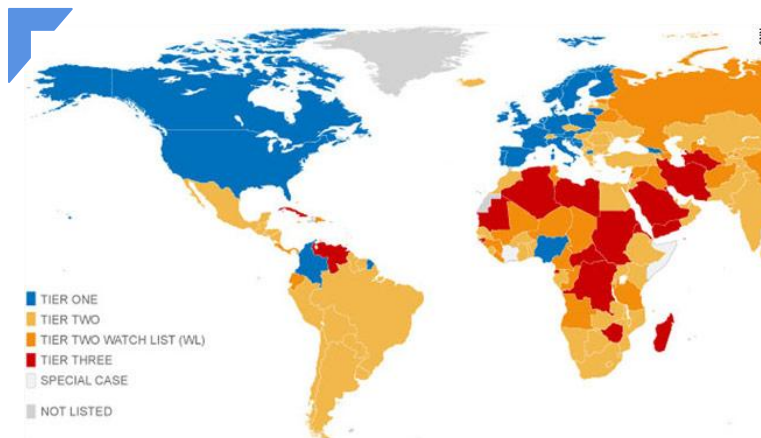 TIER ONE
TIER TWO
TIER TWO WATCH LIST (WL)
TIER THREE
SPECIAL CASE
NOT LISTED